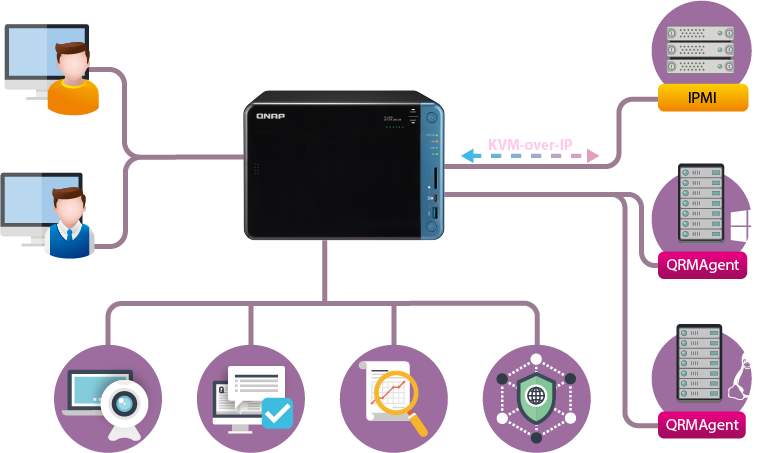 IPMI
QNAP
KVM-over-IP
QRMAgent
QRMAgent